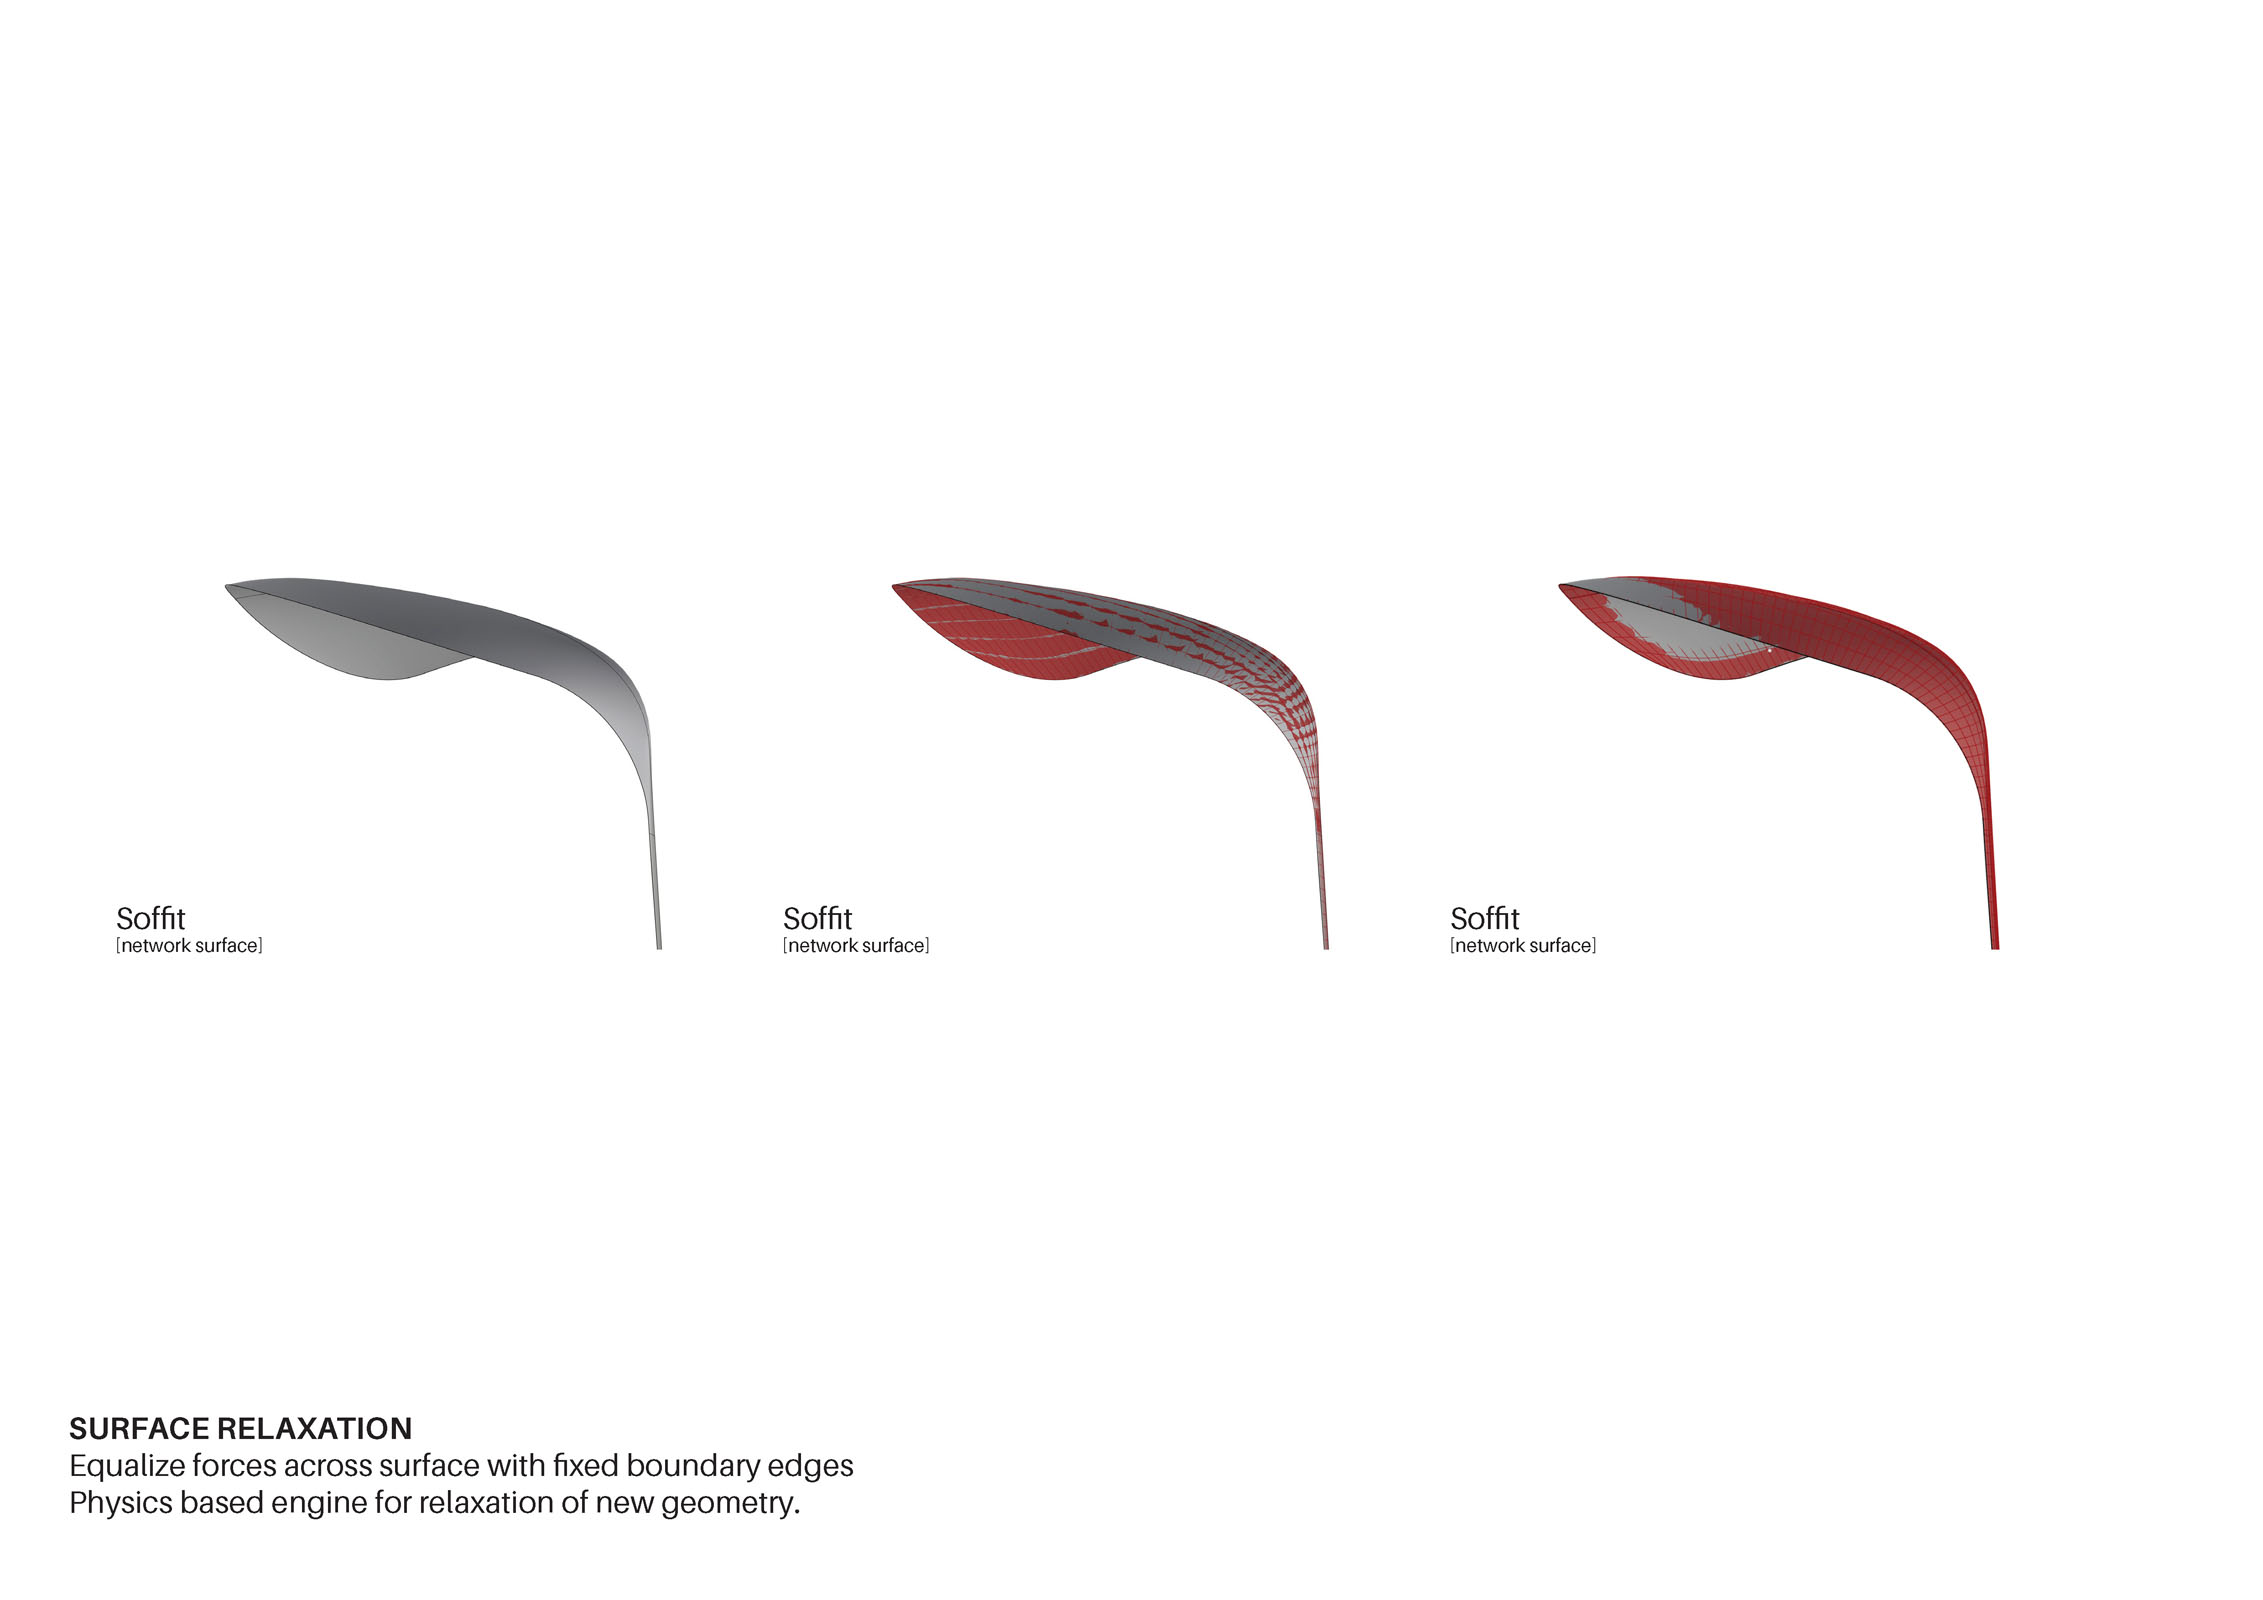 Soffit
[network surface]
Soffit
[network surface]
Soffit
[network surface]
SURFACE RELAXATION
Equalize forces across surface with fixed boundary edges
Physics based engine for relaxation of new geometry.